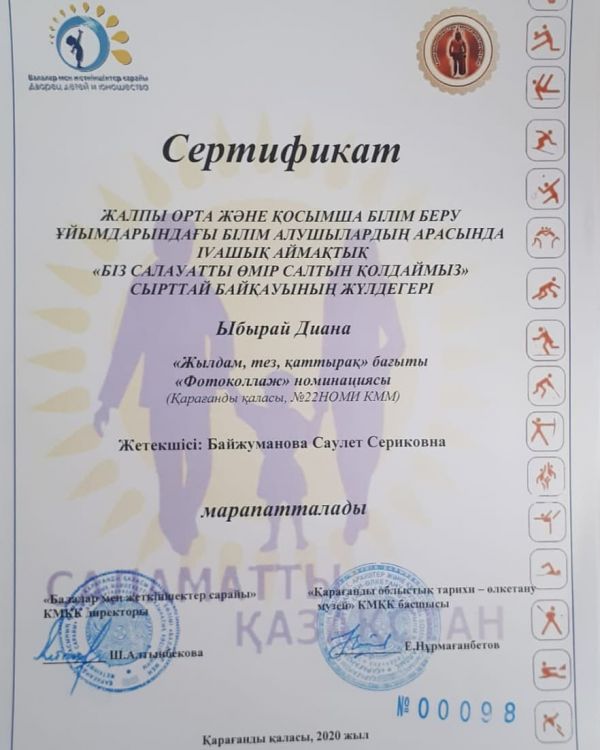 Балалар мен жеткіншектер сарайы
Дворец детей и юношества
Сертификат
ЖАЛПЫ ОРТА ЖӘНЕ ҚОСЫМША БІЛІМ БЕРУ
ҰЙЫМДАРЫНДАҒЫ БІЛІМ АЛУШЫЛАРДЫҢ АРАСЫНДА
IVАШЫҚ АЙМАҚТЫҚ
«БІЗ САЛАУАТТЫ ӨМІР САЛТЫН ҚОЛДАЙМЫЗ»
СЫРТТАЙ БАЙҚАУЫНЫҢ ЖҮЛДЕГЕРІ
Ыбырай Диана
«Жылдам, тез, қаттырақ» бағыты
«Фотоколлаж» номинациясы
(Қарағанды қаласы, №22НОМИ КММ)
Жетекшісі: Байжуманова Саулет Сериковна
марапатталады
САЛАМАТТЫ
ҚАЗАҚСТАН
«Балалар мен жеткіншектер сарайы»
КМҚК директоры
Ш.Алтынбекова
«Қарағанды облыстық тарихи – өлкетану
музей» КМҚК басшысы
Е.Нұрмағанбетов
№00098
Қарағанды қаласы, 2020 жыл